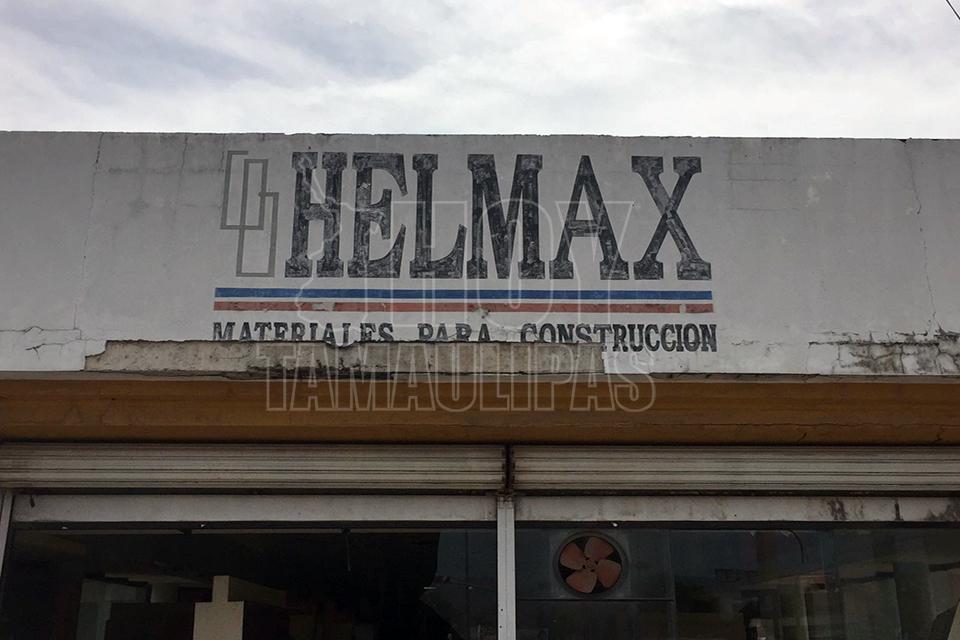 HELMAX
MATERIALES PARA CONSTRUCCION
HOY
TAMAULIPAS